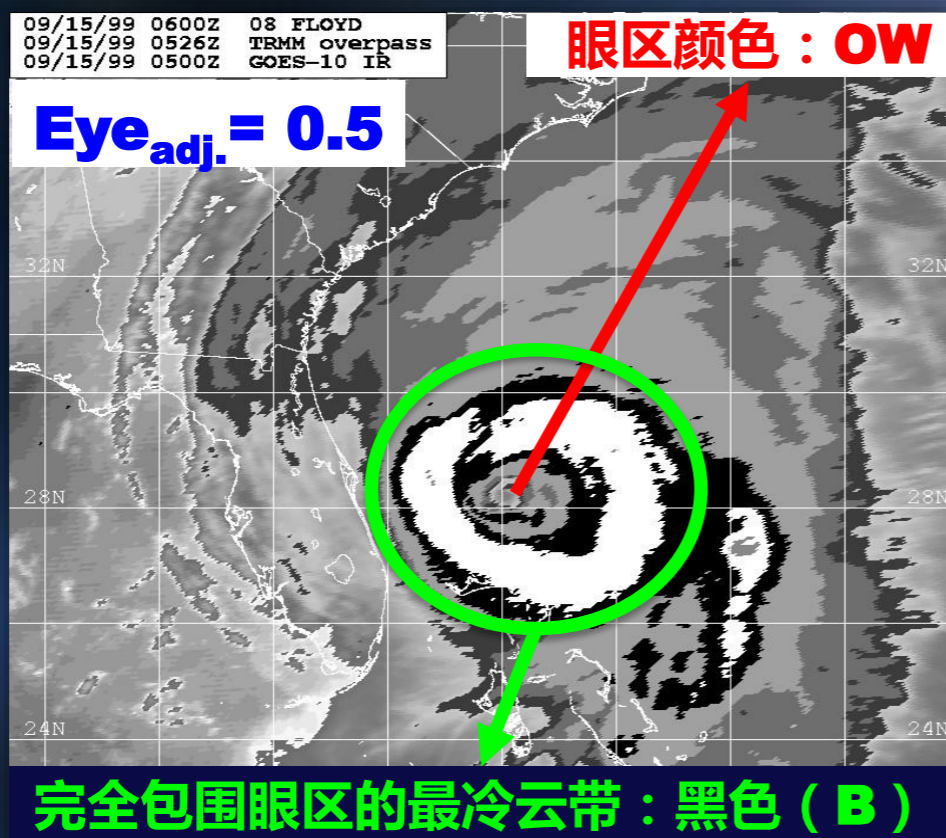 09/15/99 0600Z 08 FLOYD
09/15/99 0526Z TRMM overpass
09/15/99 0500Z GOES-10 IR
眼区颜色：OW
Eyeadj.= 0.5
32N 32N
28N 28N
24N 24N
完全包围眼区的最冷云带：黑色（B）